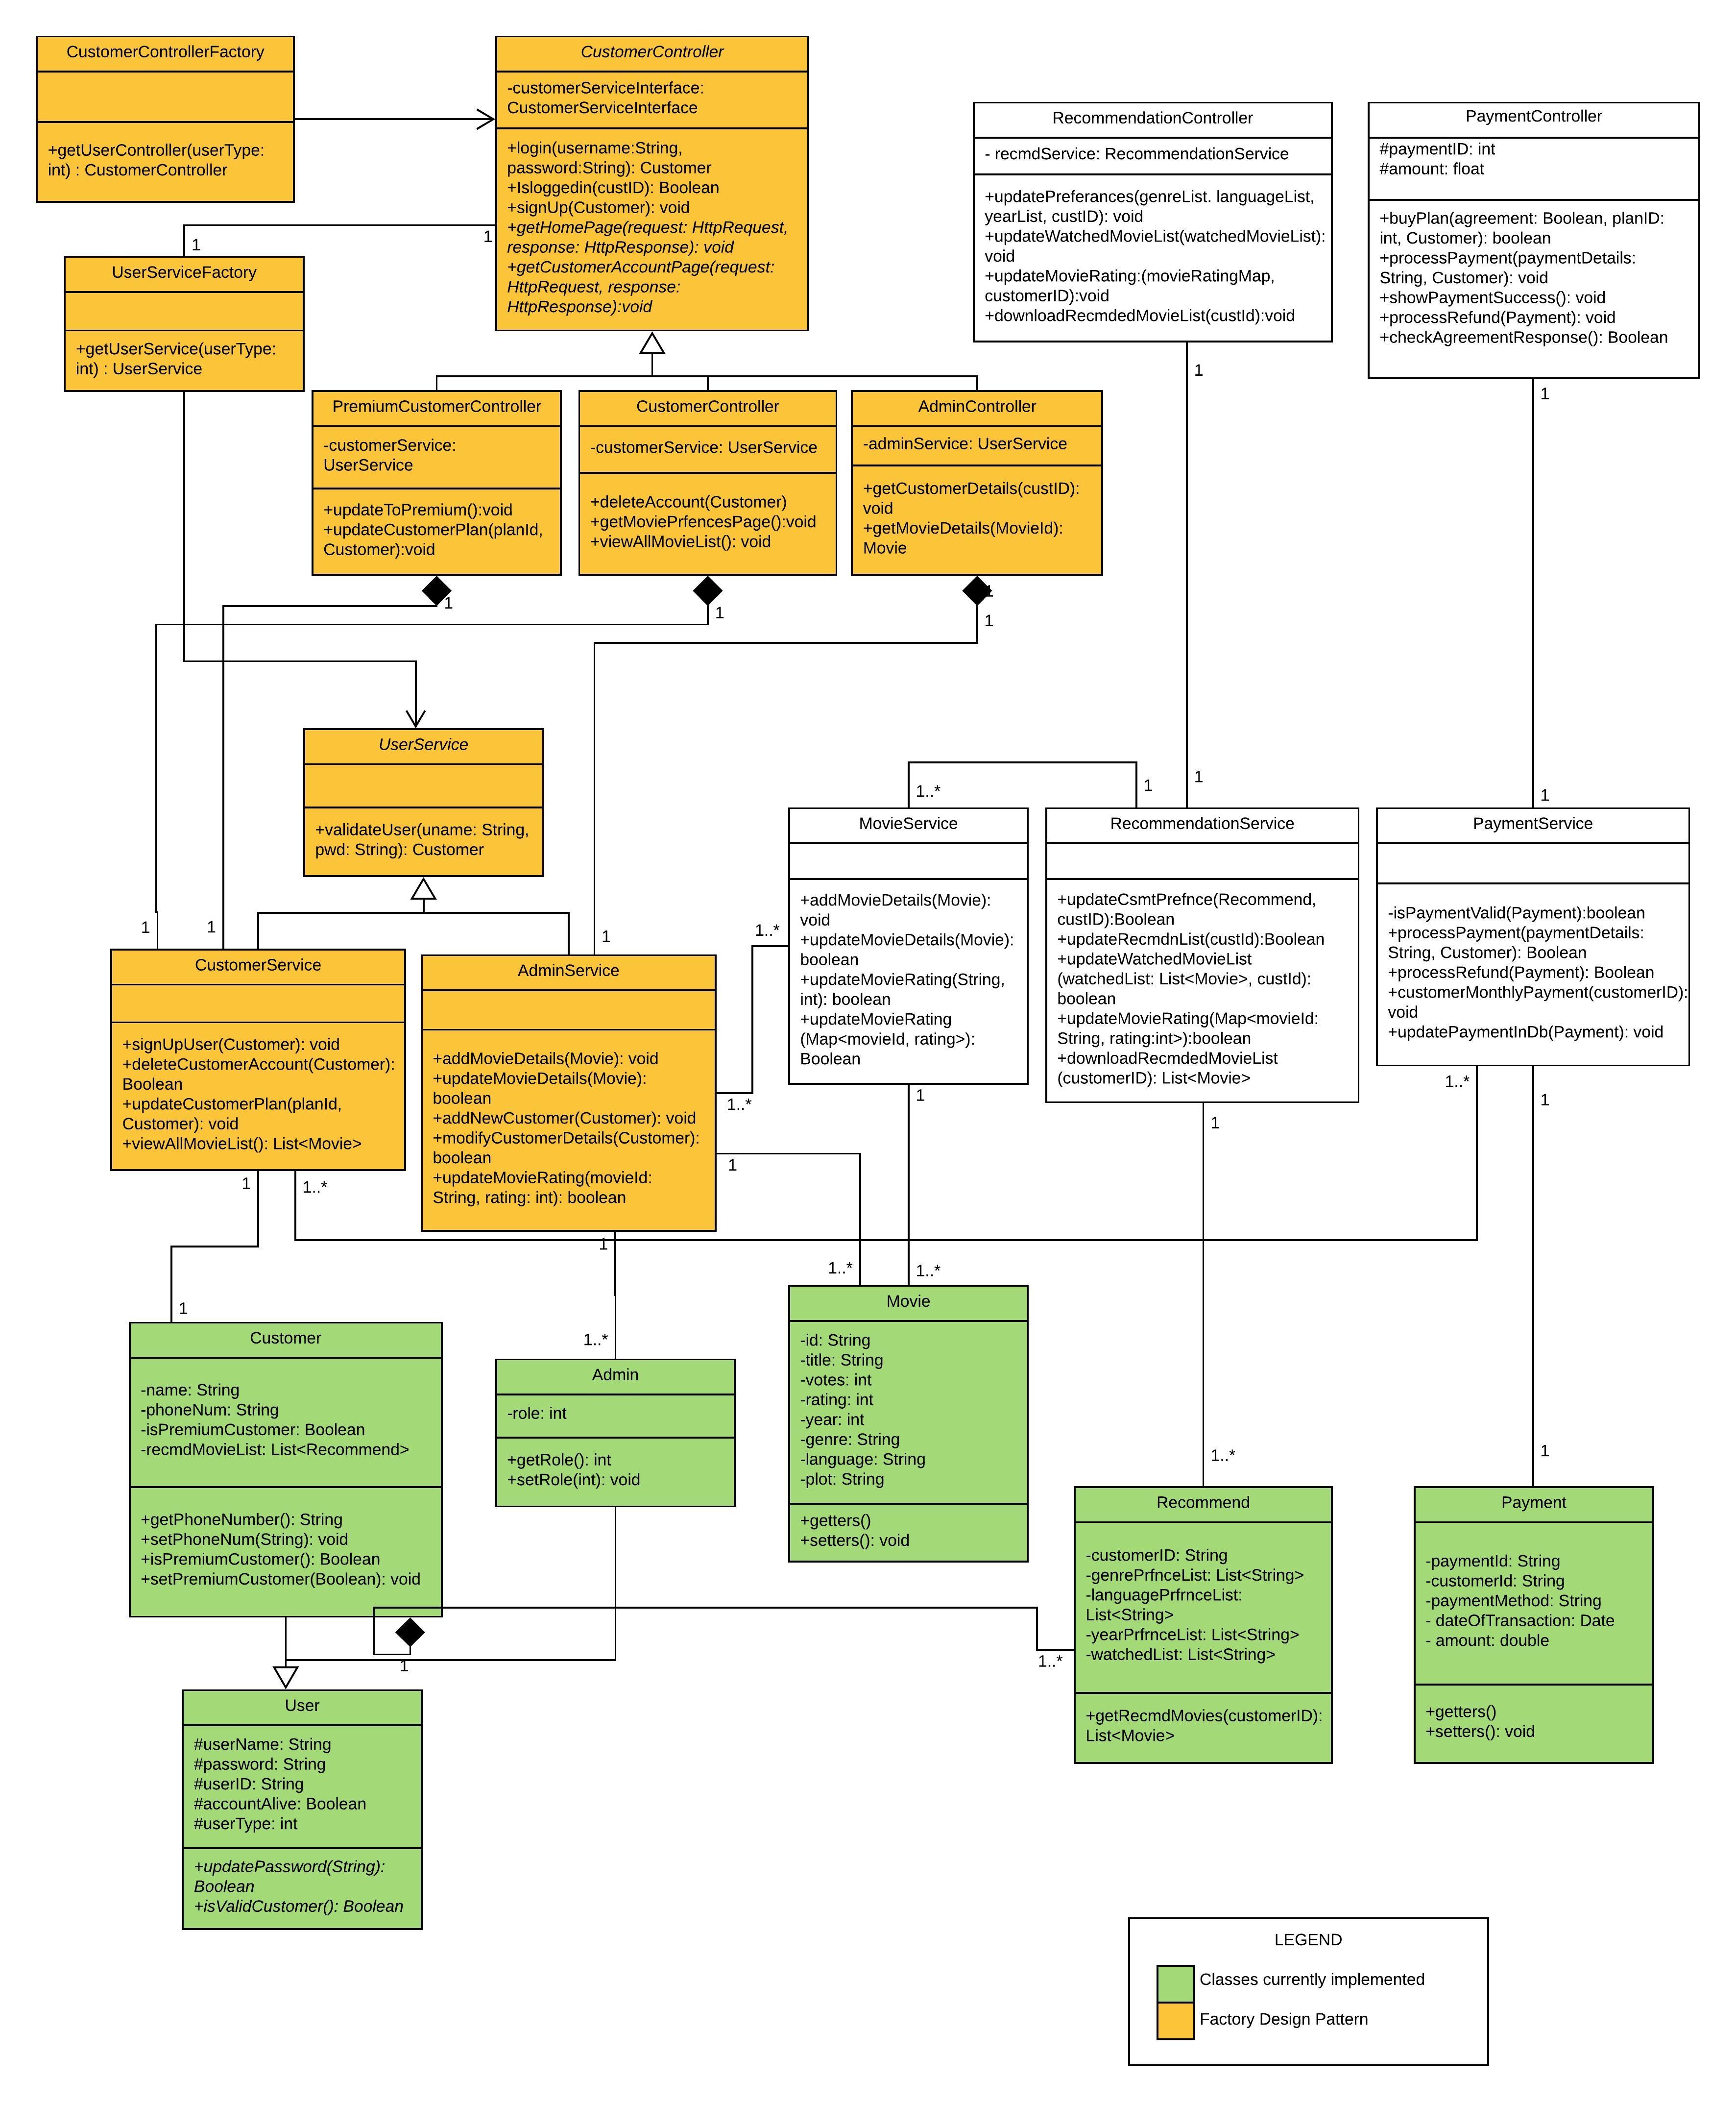 CustomerControllerFactory
+getUserController(userType:
int) : CustomerController
CustomerController
-customerServiceInterface:
CustomerServiceInterface
+login(username:String,
password:String): Customer
+Isloggedin(custID): Boolean
+signUp(Customer): void
+getHomePage(request: HttpRequest,
response: HttpResponse): void
+getCustomerAccountPage(request:
HttpRequest, response:
HttpResponse):void
RecommendationController
- recmdService: RecommendationService
+updatePreferances(genreList. languageList,
yearList, custID): void
+updateWatchedMovieList(watchedMovieList):
void
+updateMovieRating:(movieRatingMap,
customerID):void
+downloadRecmdedMovieList(custId):void
PaymentController
#paymentID: int
#amount: float
+buyPlan(agreement: Boolean, planID:
int, Customer): boolean
+processPayment(paymentDetails:
String, Customer): void
+showPaymentSuccess(): void
+processRefund(Payment): void
+checkAgreementResponse(): Boolean
1
1
UserServiceFactory
+getUserService(userType:
int) : UserService
1
1
PremiumCustomerController
-customerService:
UserService
+updateToPremium():void
+updateCustomerPlan(planId,
Customer):void
CustomerController
-customerService: UserService
+deleteAccount(Customer)
+getMoviePrfencesPage():void
+viewAllMovieList(): void
AdminController
-adminService: UserService
+getCustomerDetails(custID):
void
+getMovieDetails(MovieId):
Movie
1
1
1
1
UserService
+validateUser(uname: String,
pwd: String): Customer
1..*
1
1
1
MovieService
+addMovieDetails(Movie):
void
+updateMovieDetails(Movie):
boolean
+updateMovieRating(String,
int): boolean
+updateMovieRating
(Map<movieId, rating>):
Boolean
RecommendationService
+updateCsmtPrefnce(Recommend,
custID):Boolean
+updateRecmdnList(custId):Boolean
+updateWatchedMovieList
(watchedList: List<Movie>, custId):
boolean
+updateMovieRating(Map<movieId:
String, rating:int>):boolean
+downloadRecmdedMovieList
(customerID): List<Movie>
PaymentService
-isPaymentValid(Payment):boolean
+processPayment(paymentDetails:
String, Customer): Boolean
+processRefund(Payment): Boolean
+customerMonthlyPayment(customerID):
void
+updatePaymentInDb(Payment): void
1
1
1
1..*
CustomerService
+signUpUser(Customer): void
+deleteCustomerAccount(Customer):
Boolean
+updateCustomerPlan(planId,
Customer): void
+viewAllMovieList(): List<Movie>
AdminService
+addMovieDetails(Movie): void
+updateMovieDetails(Movie):
boolean
+addNewCustomer(Customer): void
+modifyCustomerDetails(Customer):
boolean
+updateMovieRating(movieId:
String, rating: int): boolean
1..*
1
1
1
1..*
1
1
1..*
1
1..*
1..*
1
1..*
1..*
1
Customer
-name: String
-phoneNum: String
-isPremiumCustomer: Boolean
-recmdMovieList: List<Recommend>
+getPhoneNumber(): String
+setPhoneNum(String): void
+isPremiumCustomer(): Boolean
+setPremiumCustomer(Boolean): void
Admin
-role: int
+getRole(): int
+setRole(int): void
Movie
-id: String
-title: String
-votes: int
-rating: int
-year: int
-genre: String
-language: String
-plot: String
+getters()
+setters(): void
Recommend
-customerID: String
-genrePrfnceList: List<String>
-languagePrfrnceList:
List<String>
-yearPrfrnceList: List<String>
-watchedList: List<String>
+getRecmdMovies(customerID):
List<Movie>
Payment
-paymentId: String
-customerId: String
-paymentMethod: String
- dateOfTransaction: Date
- amount: double
+getters()
+setters(): void
1
1..*
User
#userName: String
#password: String
#userID: String
#accountAlive: Boolean
#userType: int
+updatePassword(String):
Boolean
+isValidCustomer(): Boolean
LEGEND
Classes currently implemented
Factory Design Pattern